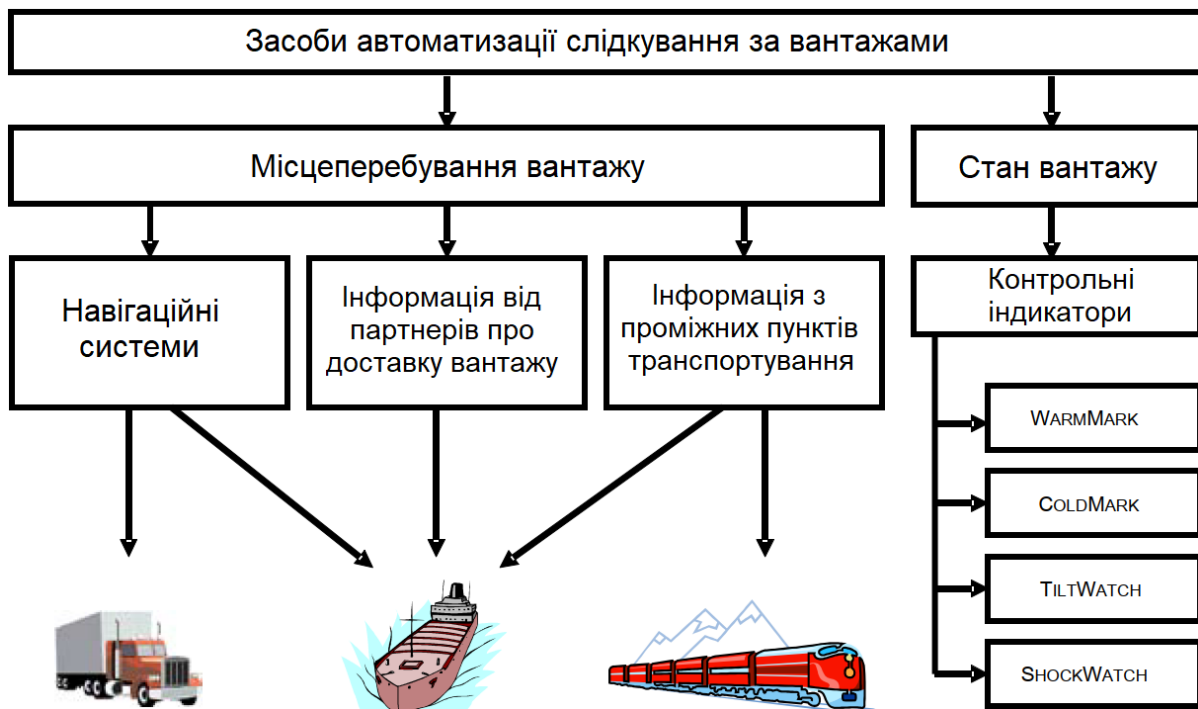 Засоби автоматизації слідкування за вантажами
Місцеперебування вантажу
Стан вантажу
Навігаційні
системи
Інформація від
партнерів про
доставку вантажу
Інформація з
проміжних пунктів
транспортування
Контрольні
індикатори
WARMMARK
COLDMARK
TILTWATCH
SHOCKWATCH